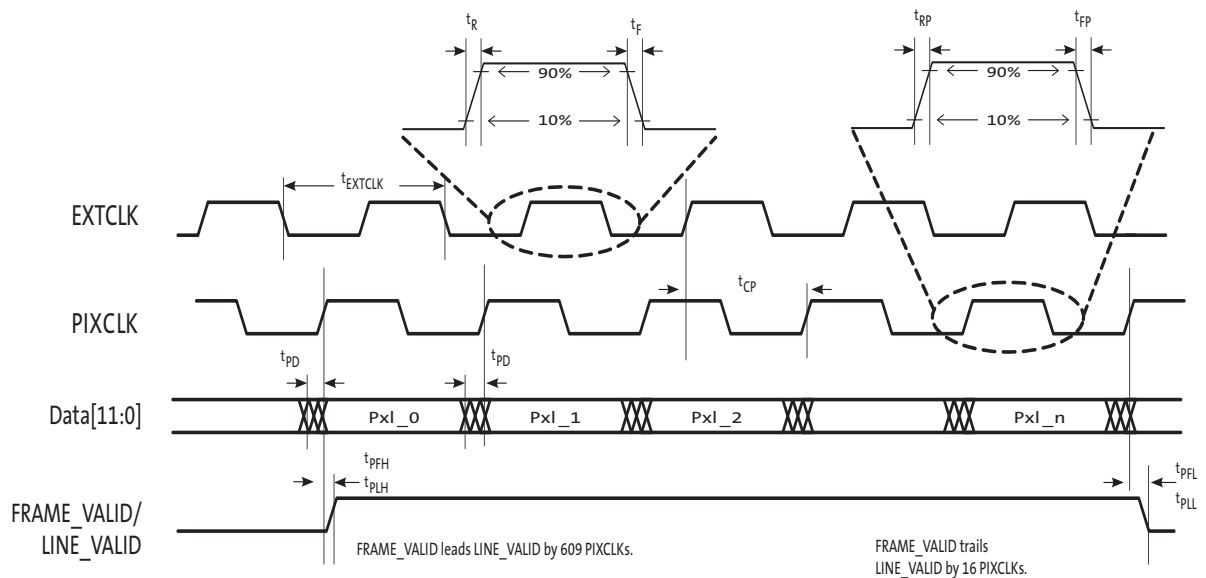 tR
tF
tRP
tFP
90%
90%
10%
10%
tEXTCLK
EXTCLK
tCP
PIXCLK
tPD
tPD
Data[11:0]
Pxl_0
Pxl_1
Pxl_2
Pxl_n
tPFH
tPLH
tPFL
tPLL
FRAME_VALID/
LINE_VALID
FRAME_VALID leads LINE_VALID by 609 PIXCLKs.
FRAME_VALID trails
LINE_VALID by 16 PIXCLKs.